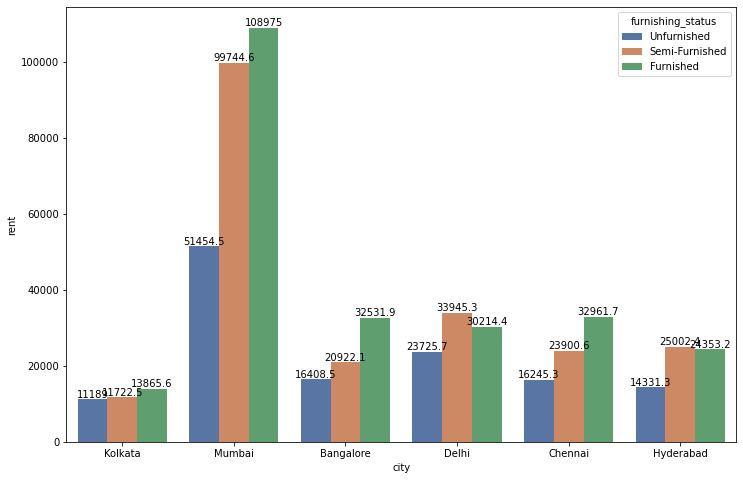 furnishing_status
Unfurnished
Semi-Furnished
Furnished
rent
100000
80000
60000
40000
20000
0
11189
11722.5
13865.6
51454.5
99744.6
108975
16408.5
20922.1
32531.9
23725.7
33945.3
30214.4
16245.3
23900.6
32961.7
14331.3
25002.4
24353.2
Kolkata
Mumbai
Bangalore
Delhi
Chennai
Hyderabad
city